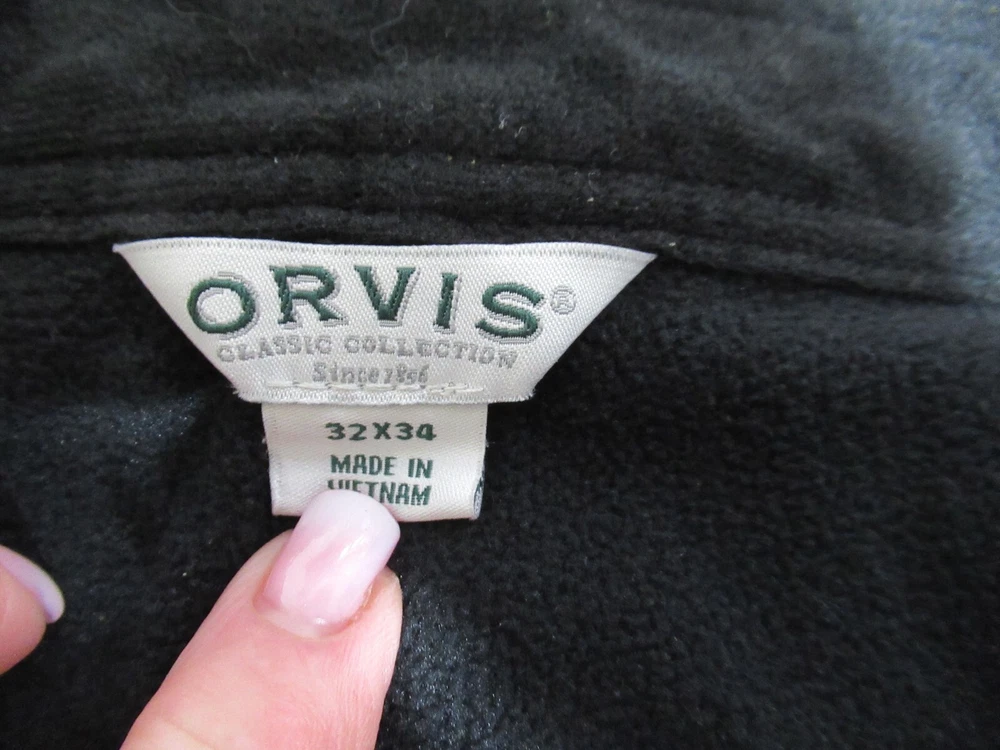 ORVIS®
CLASSIC COLLECTION
Since 1856
32X34
MADE IN
VIETNAM